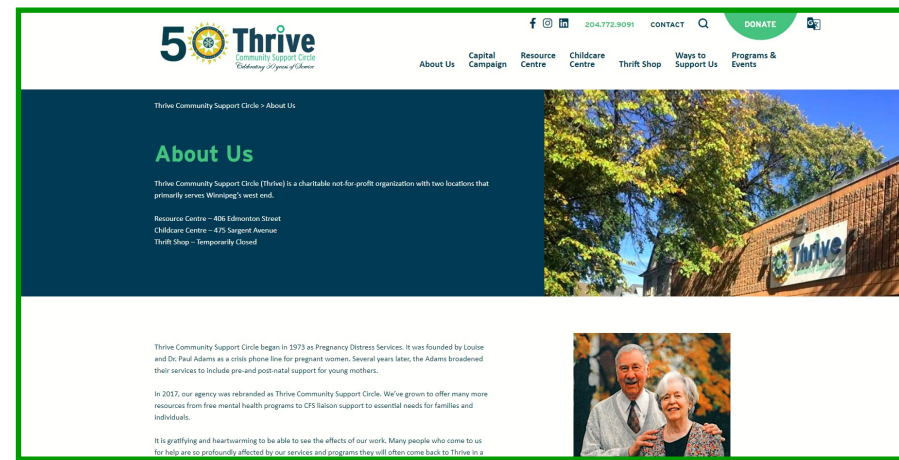 204.772.9091 CONTACT DONATE
50 Thrive
Community Support Circle
Celebrating 50 years of Service
About Us Capital Campaign Resource Centre Childcare Centre Thrift Shop Ways to Support Us Programs & Events
Thrive Community Support Circle > About Us
About Us
Thrive Community Support Circle (Thrive) is a charitable not-for-profit organization with two locations that
primarily serves Winnipeg's west end.
Resource Centre – 406 Edmonton Street
Childcare Centre – 475 Sargent Avenue
Thrift Shop – Temporarily Closed
Thrive
Thrive Community Support Circle began in 1973 as Pregnancy Distress Services. It was founded by Louise
and Dr. Paul Adams as a crisis phone line for pregnant women. Several years later, the Adams broadened
their services to include pre-and post-natal support for young mothers.
In 2017, our agency was rebranded as Thrive Community Support Circle. We've grown to offer many more
resources from free mental health programs to CFS liaison support to essential needs for families and
individuals.
It is gratifying and heartwarming to be able to see the effects of our work. Many people who come to us
for help are so profoundly affected by our services and programs they will often come back to Thrive in a